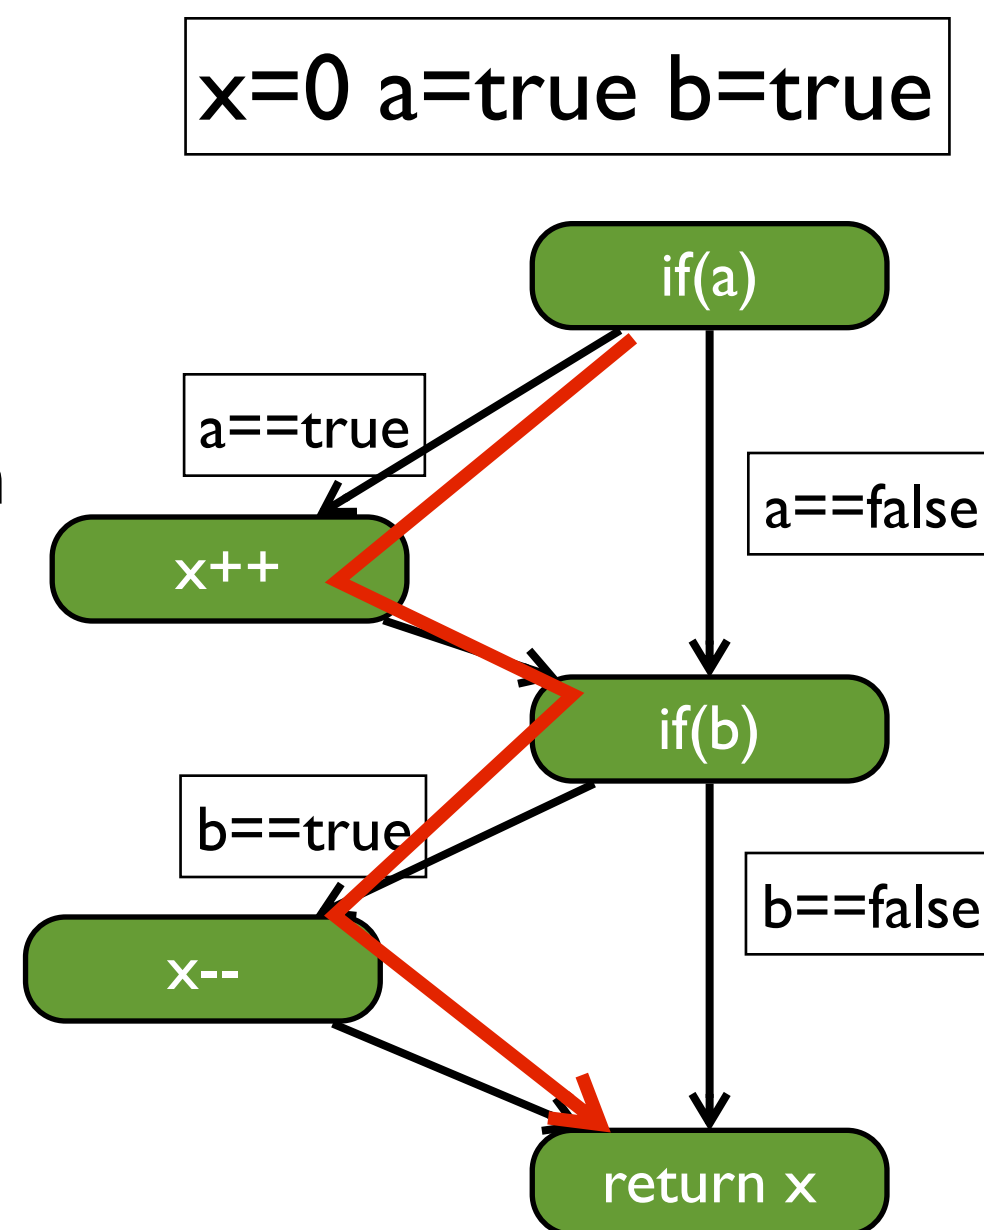 x=0 a=true b=true
if(a)
a==true
a==false
x++
if(b)
b==true
b==false
x--
return x